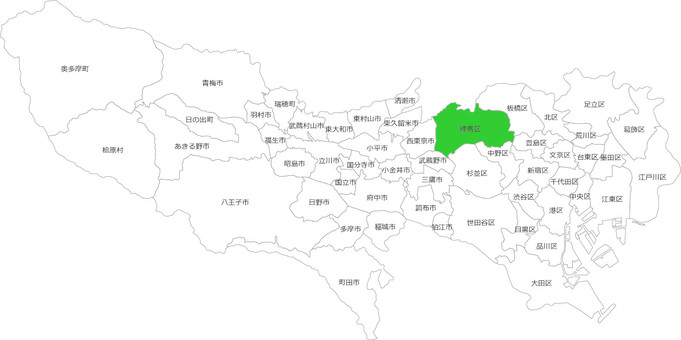 奥多摩町
青梅市
瑞穂町
羽村市
日の出町
武蔵村山市
東大和市
東村山市
清瀬市
東久留米市
板橋区
北区
足立区
葛飾区
荒川区
練馬区
西東京市
桧原村
あきる野市
福生市
昭島市
立川市
国分寺市
小平市
小金井市
武蔵野市
中野区
豊島区
文京区
台東区
墨田区
江戸川区
国立市
三鷹市
杉並区
新宿区
千代田区
八王子市
日野市
府中市
調布市
渋谷区
港区
中央区
江東区
多摩市
稲城市
狛江市
世田谷区
目黒区
品川区
町田市
大田区